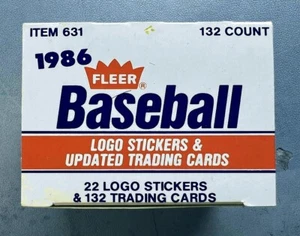 ITEM 631 132 COUNT
1986
FLEER®
Baseball
LOGO STICKERS &
UPDATED TRADING CARDS
22 LOGO STICKERS
& 132 TRADING CARDS